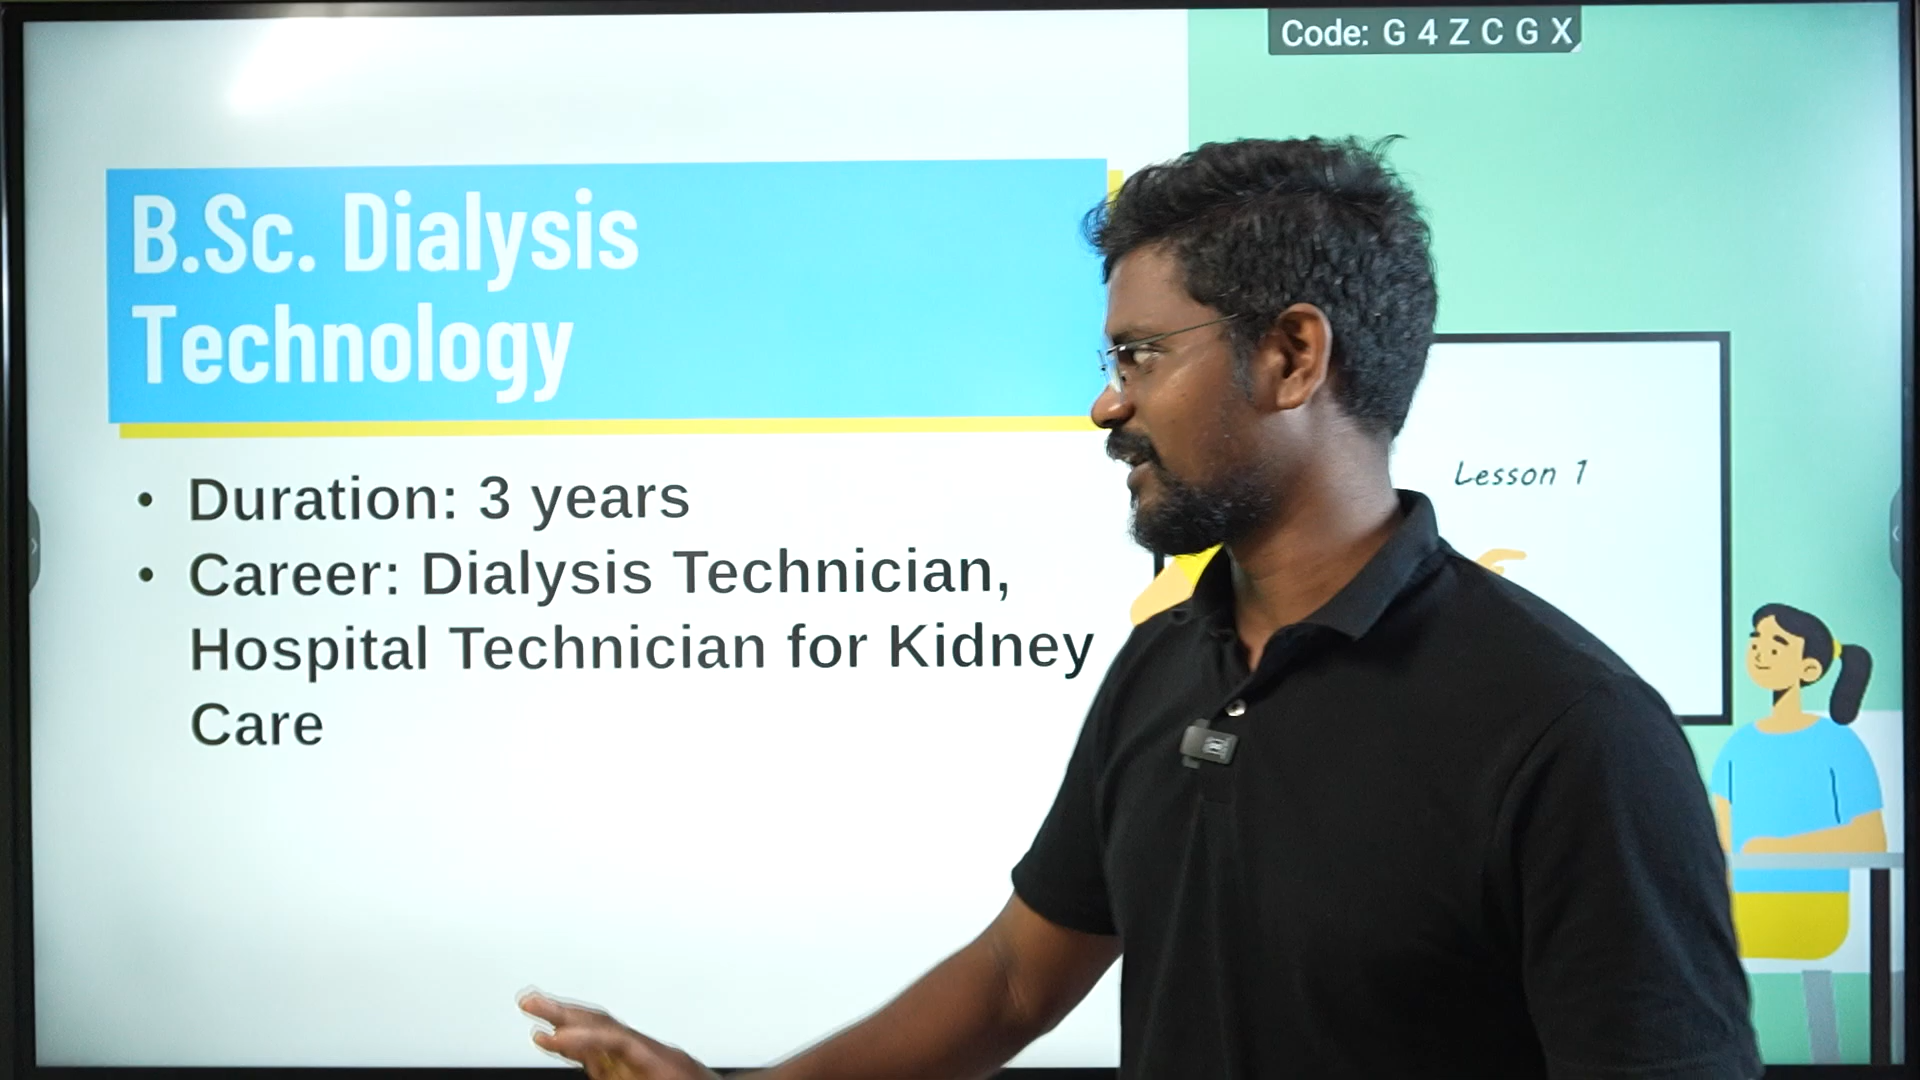 Code: G 4 Z C G X
B.Sc. Dialysis
Technology
• Duration: 3 years
• Career: Dialysis Technician,
Hospital Technician for Kidney
Care
Lesson 1